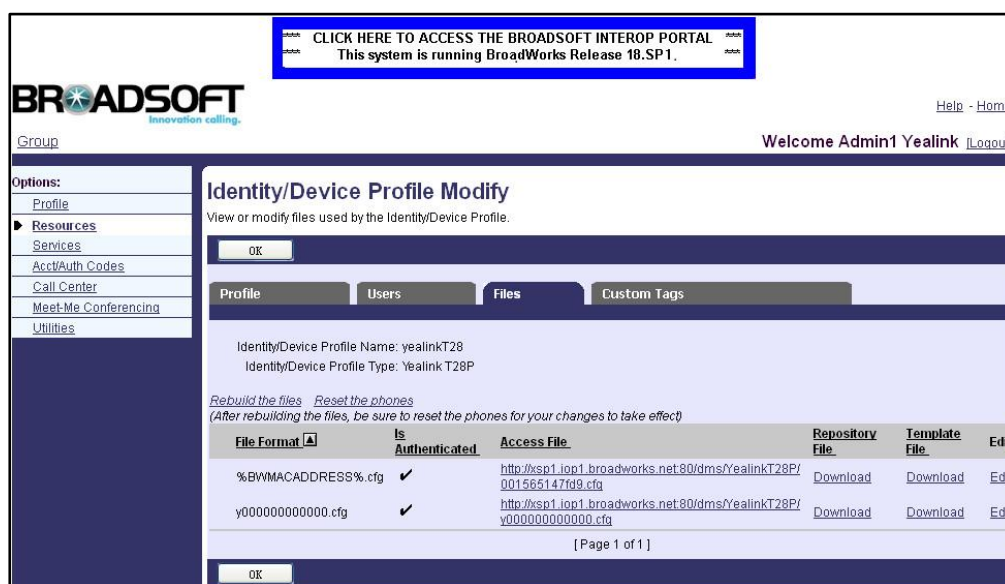 *** CLICK HERE TO ACCESS THE BROADSOFT INTEROP PORTAL ***
*** This system is running BroadWorks Release 18.SP1. ***
BROADSOFT
Innovation calling.
Help - Hom
Group
Welcome Admin1 Yealink [Logou
Options:
Profile
Resources
Services
Acct/Auth Codes
Call Center
Meet-Me Conferencing
Utilities
Identity/Device Profile Modify
View or modify files used by the Identity/Device Profile.
OK
Profile Users Files Custom Tags
Identity/Device Profile Name: yealinkT28
Identity/Device Profile Type: Yealink T28P
Rebuild the files Reset the phones
(After rebuilding the files, be sure to reset the phones for your changes to take effect)
File Format Is Authenticated Access File Repository File Template File Edi
%BWMACADDRESS%.cfg ✔ http://xsp1.iop1.broadworks.net:80/dms/YealinkT28P/ Download Download Ed
001565147fd9.cfg
y000000000000.cfg ✔ http://xsp1.iop1.broadworks.net:80/dms/YealinkT28P/ Download Download Ed
y000000000000.cfg
[ Page 1 of 1 ]
OK